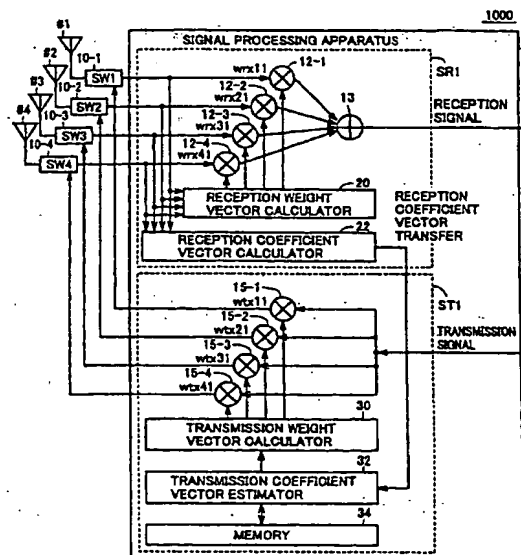 1000
SIGNAL PROCESSING APPARATUS
#1
#2
#3
#4
10-1
10-2
10-3
10-4
SW1
SW2
SW3
SW4
wrx11
wrx21
wrx31
wrx41
12-1
12-2
12-3
12-4
13
SR1
RECEPTION
SIGNAL
20
RECEPTION WEIGHT
VECTOR CALCULATOR
22
RECEPTION COEFFICIENT
VECTOR CALCULATOR
RECEPTION
COEFFICIENT
VECTOR
TRANSFER
ST1
15-1
wtx11
15-2
wtx21
15-3
wtx31
15-4
wtx41
TRANSMISSION
SIGNAL
30
TRANSMISSION WEIGHT
VECTOR CALCULATOR
32
TRANSMISSION COEFFICIENT
VECTOR ESTIMATOR
34
MEMORY